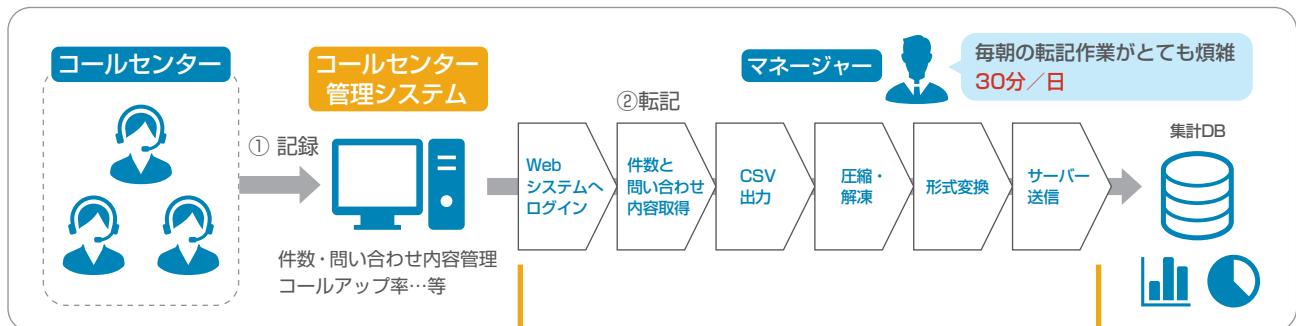 コールセンター
① 記録
コールセンター
管理システム
件数・問い合わせ内容管理
コールアップ率…等
②転記
Web
システムへ
ログイン
件数と
問い合わせ
内容取得
CSV
出力
圧縮・
解凍
形式変換
サーバー
送信
マネージャー
毎朝の転記作業がとても煩雑
30分／日
集計DB